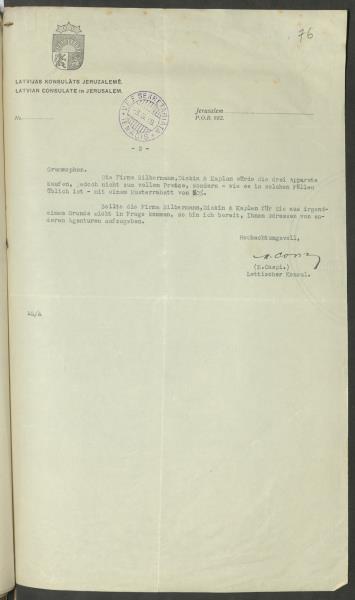 76
LATVIJAS KONSULĀTS JERUZALEMĒ.
LATVIAN CONSULATE in JERUSALEM.
No.
Jerusalem
P.O.B. 992.
- 2 -
Grammophon.
Die Firma Silbermann, Diskin & Kaplan würde die drei Apparate
kaufen, jedoch nicht zum vollen Preise, sondern - wie es in solchen Fällen
üblich ist - mit einem Musterrabatt von
Sollte die Firma Silbermann, Diskin & Kaplan für Sie aus irgend-
einem Grunde nicht in Frage kommen, so bin ich bereit, Ihnen Adressen von an-
deren Agenturen aufzugeben.
Hochachtungsvoll,
(M.Caspi.)
Lettischer Konsul.